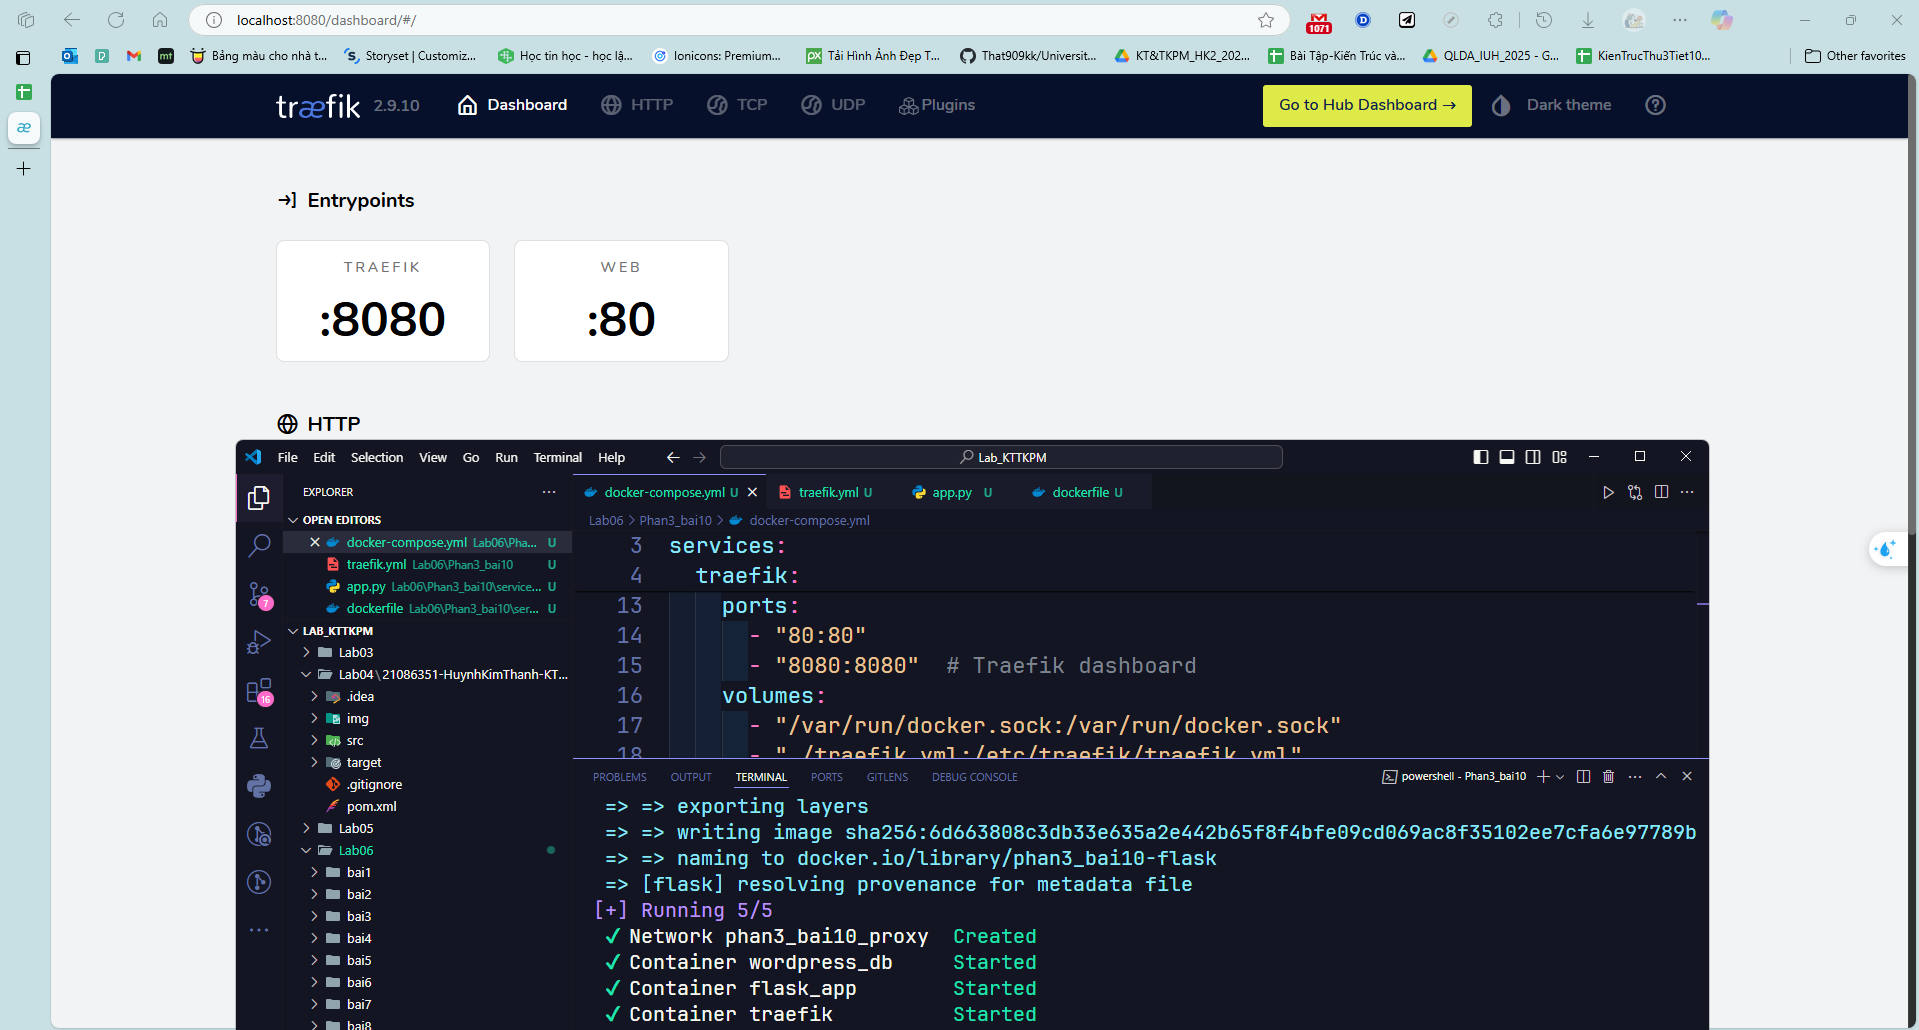 localhost:8080/dashboard/#/
1071
Bảng màu cho nhà t...
Storyset | Customiz...
Học tin học - học lậ...
Ionicons: Premium...
Tải Hình Ảnh Đẹp T...
That909kk/Universit...
KT&TKPM_HK2_202...
Bài Tập-Kiến Trúc và...
QLDA_IUH_2025 - G...
KienTrucThu3Tiet10...
Other favorites
træfik 2.9.10
Dashboard
HTTP
TCP
UDP
Plugins
Go to Hub Dashboard →
Dark theme
Entrypoints
TRAEFIK
:8080
WEB
:80
HTTP
File Edit Selection View Go Run Terminal Help
Lab_KTTKPM
EXPLORER
OPEN EDITORS
docker-compose.yml Lab06\Pha... U
traefik.yml Lab06\Phan3_bai10 U
app.py Lab06\Phan3_bai10\service... U
dockerfile Lab06\Phan3_bai10\ser... U
LAB_KTTKPM
Lab03
Lab04\21086351-HuynhKimThanh-KT...
.idea
img
src
target
.gitignore
pom.xml
Lab05
Lab06
bai1
bai2
bai3
bai4
bai5
bai6
bai7
bai8
7
16
docker-compose.yml U
traefik.yml U
app.py U
dockerfile U
Lab06 > Phan3_bai10 > docker-compose.yml
3 services:
4 traefik:
13 ports:
14 - "80:80"
15 - "8080:8080" # Traefik dashboard
16 volumes:
17 - "/var/run/docker.sock:/var/run/docker.sock"
18 - "./traefik.yml:/etc/traefik/traefik.yml"
PROBLEMS OUTPUT TERMINAL PORTS GITLENS DEBUG CONSOLE
powershell - Phan3_bai10
=> => exporting layers
=> => writing image sha256:6d663808c3db33e635a2e442b65f8f4bfe09cd069ac8f35102ee7cfa6e97789b
=> => naming to docker.io/library/phan3_bai10-flask
=> [flask] resolving provenance for metadata file
[+] Running 5/5
✓ Network phan3_bai10_proxy Created
✓ Container wordpress_db Started
✓ Container flask_app Started
✓ Container traefik Started